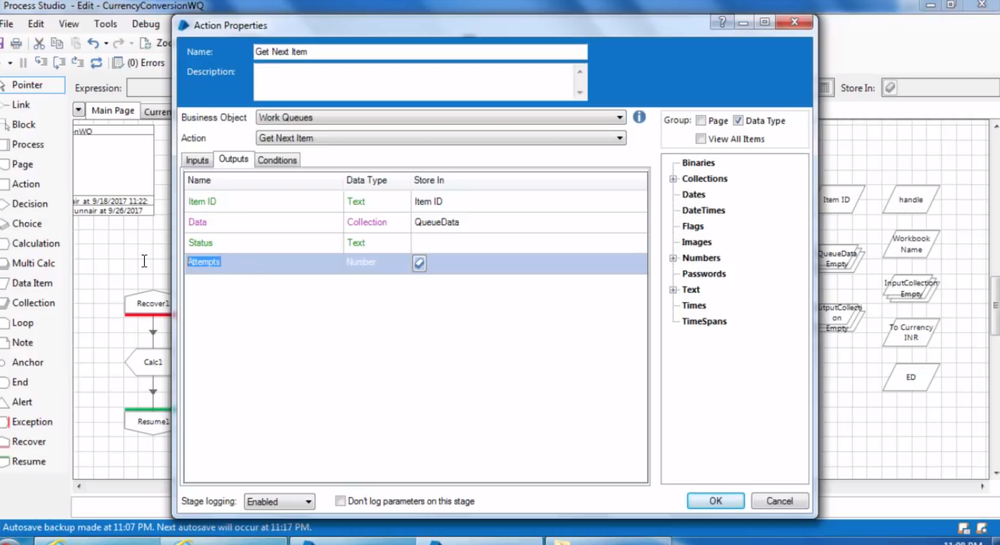 Process Studio - Edit - CurrencyConversionWQ
File Edit View Tools Debug
(0) Errors
Pointer
Link
Block
Process
Page
Action
Decision
Choice
Calculation
Multi Calc
Data Item
Collection
Loop
Note
Anchor
End
Alert
Exception
Recover
Resume
Expression:
Store In:
Main Page
Curren
nWQ
air at 9/18/2017 11:22:
unnair at 9/26/2017
Recover1
Calc1
Resume1
Action Properties
Name: Get Next Item
Description:
Business Object Work Queues
Action Get Next Item
Inputs Outputs Conditions
Name Data Type Store In
Item ID Text Item ID
Data Collection QueueData
Status Text
Attempts Number
Stage logging: Enabled Don't log parameters on this stage
Group: Page Data Type
View All Items
Binaries
Collections
Dates
DateTimes
Flags
Images
Numbers
Passwords
Text
Times
TimeSpans
OK Cancel
Item ID
handle
QueueData
Empty
Workbook
Name
InputCollection
Empty
utputCollecti
on
Empty
To Currency
INR
ED
Autosave backup made at 11:07 PM. Next autosave will occur at 11:17 PM.
11:08 PM